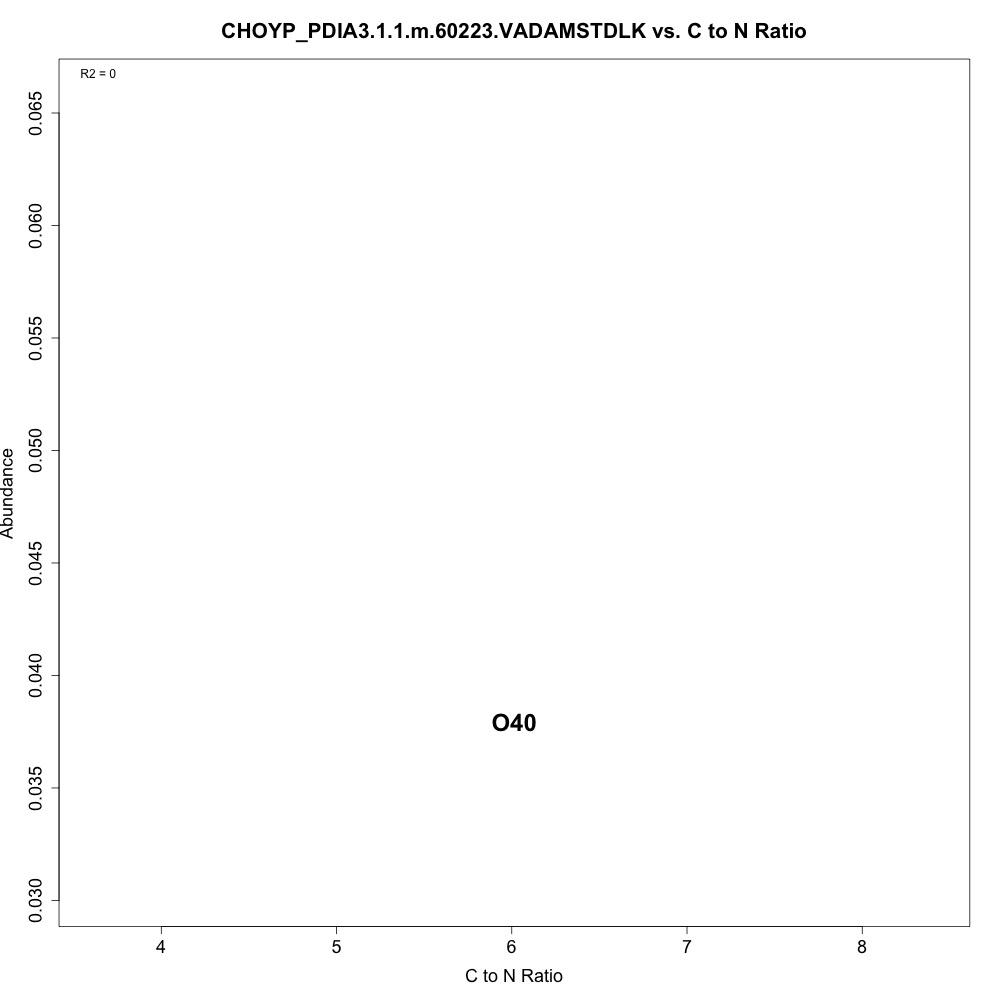 CHOYP_PDIA3.1.1.m.60223.VADAMSTDLK vs. C to N Ratio
R2 = 0
0.065
0.060
0.055
0.050
0.045
0.040
0.035
0.030
Abundance
O40
4 5 6 7 8
C to N Ratio